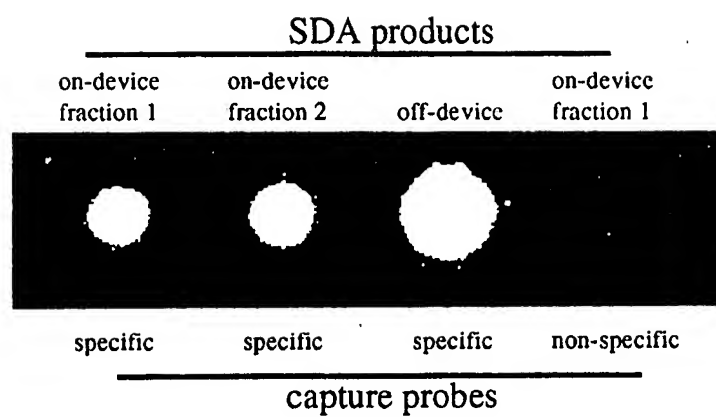 SDA products
on-device on-device on-device
fraction 1 fraction 2 off-device fraction 1
specific specific specific non-specific
capture probes